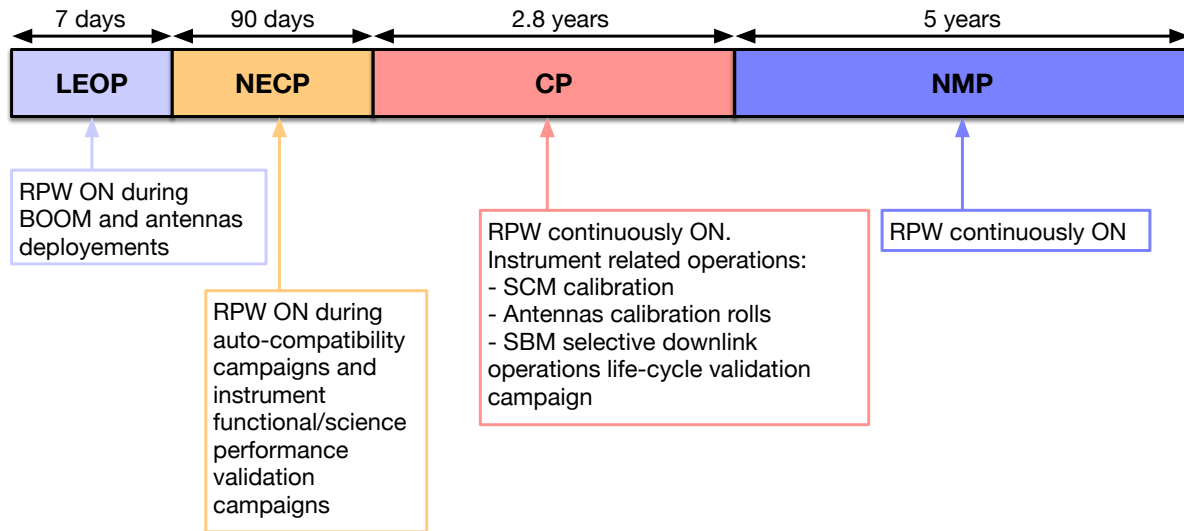 7 days
90 days
2.8 years
5 years
LEOP
NECP
CP
NMP
RPW ON during
BOOM and antennas
deployements
RPW ON during
auto-compatibility
campaigns and
instrument
functional/science
performance
validation
campaigns
RPW continuously ON.
Instrument related operations:
- SCM calibration
- Antennas calibration rolls
- SBM selective downlink
operations life-cycle validation
campaign
RPW continuously ON